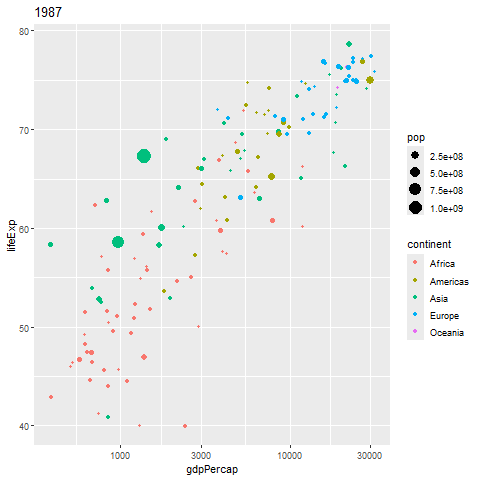 1987
80
70
60
50
40
lifeExp
1000
3000
10000
30000
gdpPercap
pop
2.5e+08
5.0e+08
7.5e+08
1.0e+09
continent
Africa
Americas
Asia
Europe
Oceania